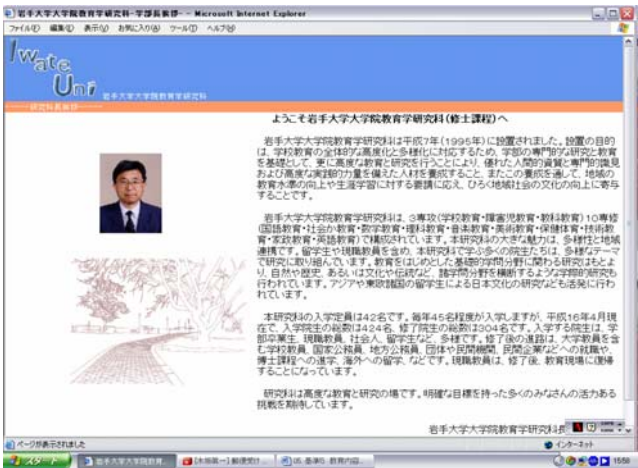 岩手大学大学院教育学研究科-学部長挨拶- - Microsoft Internet Explorer
ファイル(F) 編集(E) 表示(V) お気に入り(A) ツール(T) ヘルプ(H)
Iwate
Uni 岩手大学大学院教育学研究科
研究科長挨拶
ようこそ岩手大学大学院教育学研究科(修士課程)へ
岩手大学大学院教育学研究科は平成7年(1995年)に設置されました。設置の目的
は、学校教育の全体的な高度化と多様化に対応するため、学部の専門的な研究と教育
を基礎として、更に高度な教育と研究を行うことにより、優れた人間的資質と専門的識見
および高度な実践的力量を備えた人材を養成すること、またこの養成を通して、地域の
教育水準の向上や生涯学習に対する要請に応え、ひろく地域社会の文化の向上に寄与
することです。
岩手大学大学院教育学研究科は、3専攻(学校教育・障害児教育・教科教育)10専修
(国語教育・社会か教育・数学教育・理科教育・音楽教育・美術教育・保健体育・技術教
育・家政教育・英語教育)で構成されています。本研究科の大きな魅力は、多様性と地域
連携です。留学生や現職教員を含め、本研究科で学ぶ多くの院生たちは、多様なテーマ
で研究に取り組んでいます。教育をはじめとした基礎的学問分野に関わる研究はもとよ
り、自然や歴史、あるいは文化や伝統など、諸学問分野を横断するような学際的研究も
行われています。アジアや東欧諸国の留学生による日本文化の研究なども活発に行わ
れています。
本研究科の入学定員は42名です。毎年45名程度が入学しますが、平成16年4月現
在で、入学院生の総数は424名、修了院生の総数は304名です。入学する院生は、学
部卒業生、現職教員、社会人、留学生など、多様です。修了後の進路は、大学教員を含
む学校教員、国家公務員、地方公務員、団体や民間機関、民間企業などへの就職や、
博士課程への進学、海外への留学、などです。現職教員は、修了後、教育現場に復帰
することになっています。
研究科は高度な教育と研究の場です。明確な目標を持った多くのみなさんの活力ある
挑戦を期待しています。
岩手大学大学院教育学研究科長
ページが表示されました
インターネット
スタート 岩手大学大学院教育... 05 基準5 教育内容... 15:58